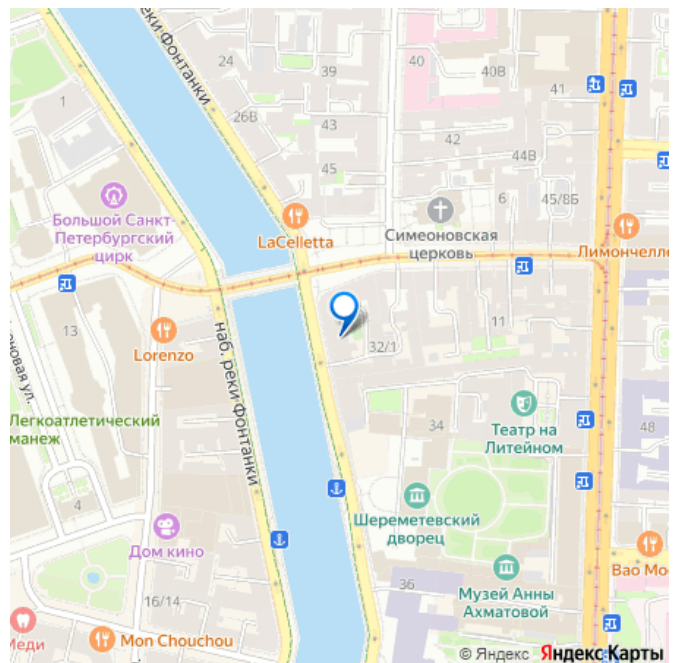 реки Фонтанки
24
39
40
40В
41
1
26В
43
42
44В
45
6
45/8Б
Большой Санкт-
Петербургский
цирк
LaCelletta
Симеоновская
церковь
Лимончелло
13
Lorenzo
наб. реки Фонтанки
32/1
11
Легкоатлетический
манеж
34
Театр на
Литейном
48
4
Шереметевский
дворец
Дом кино
16/14
36
Музей Анны
Ахматовой
Вао
Меди
Mon Chouchou
© Яндекс Яндекс Карты